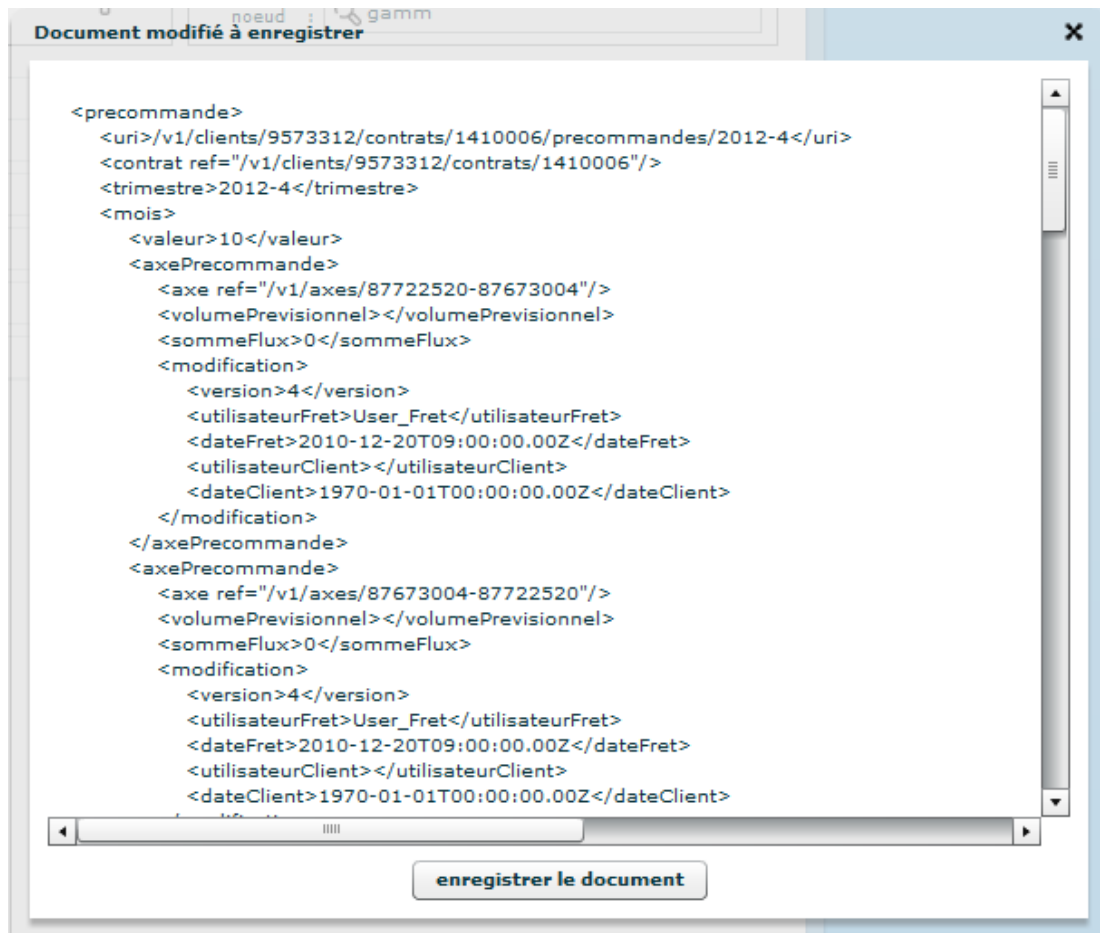 noeud : gamm
Document modifié à enregistrer
<precommande>
<uri>/v1/clients/9573312/contrats/1410006/precommandes/2012-4</uri>
<contrat ref="/v1/clients/9573312/contrats/1410006"/>
<trimestre>2012-4</trimestre>
<mois>
<valeur>10</valeur>
<axePrecommande>
<axe ref="/v1/axes/87722520-87673004"/>
<volumePrevisionnel></volumePrevisionnel>
<sommeFlux>0</sommeFlux>
<modification>
<version>4</version>
<utilisateurFret>User_Fret</utilisateurFret>
<dateFret>2010-12-20T09:00:00.00Z</dateFret>
<utilisateurClient></utilisateurClient>
<dateClient>1970-01-01T00:00:00.00Z</dateClient>
</modification>
</axePrecommande>
<axePrecommande>
<axe ref="/v1/axes/87673004-87722520"/>
<volumePrevisionnel></volumePrevisionnel>
<sommeFlux>0</sommeFlux>
<modification>
<version>4</version>
<utilisateurFret>User_Fret</utilisateurFret>
<dateFret>2010-12-20T09:00:00.00Z</dateFret>
<utilisateurClient></utilisateurClient>
<dateClient>1970-01-01T00:00:00.00Z</dateClient>
enregistrer le document